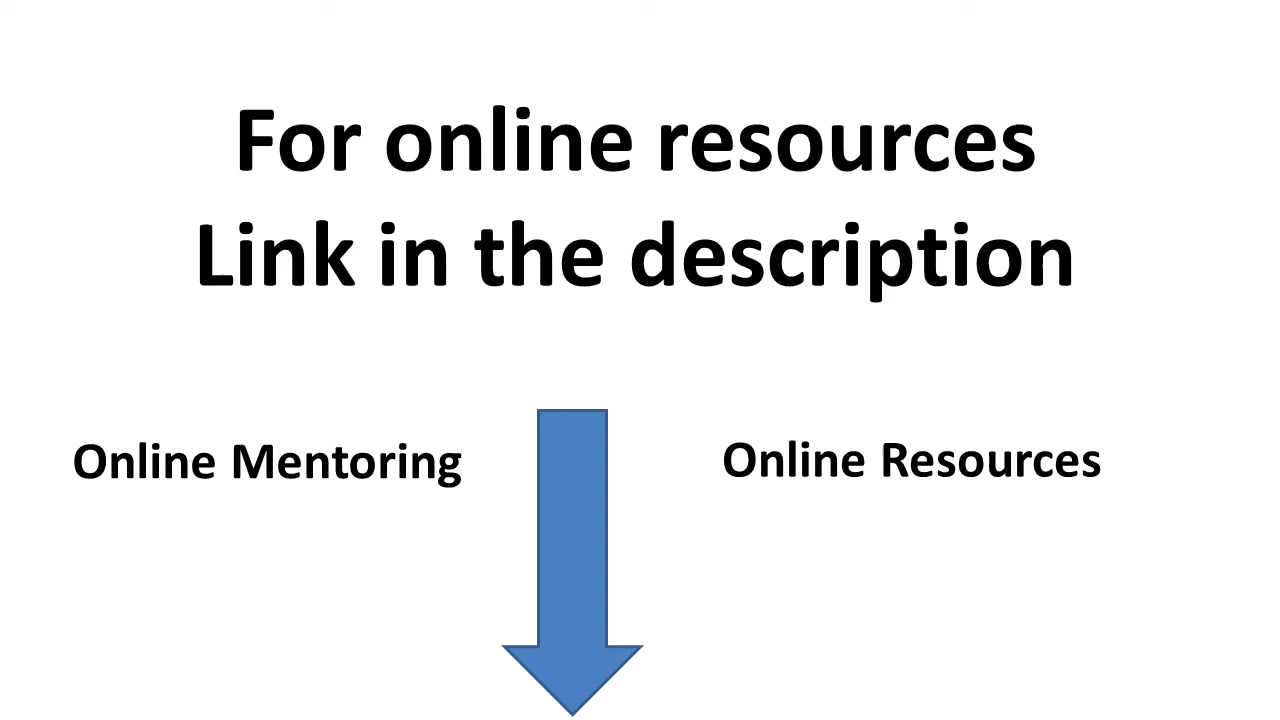 For online resources
Link in the description
Online Mentoring
Online Resources